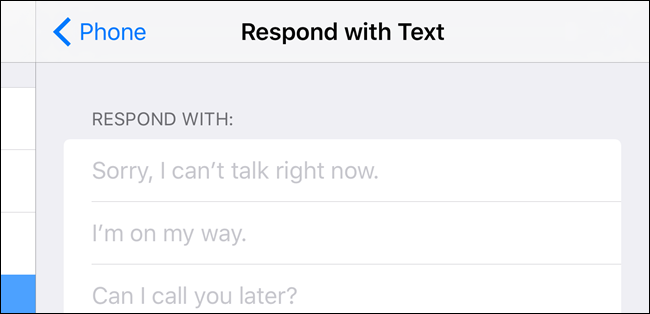 Phone
Respond with Text
RESPOND WITH:
Sorry, I can’t talk right now.
I’m on my way.
Can I call you later?